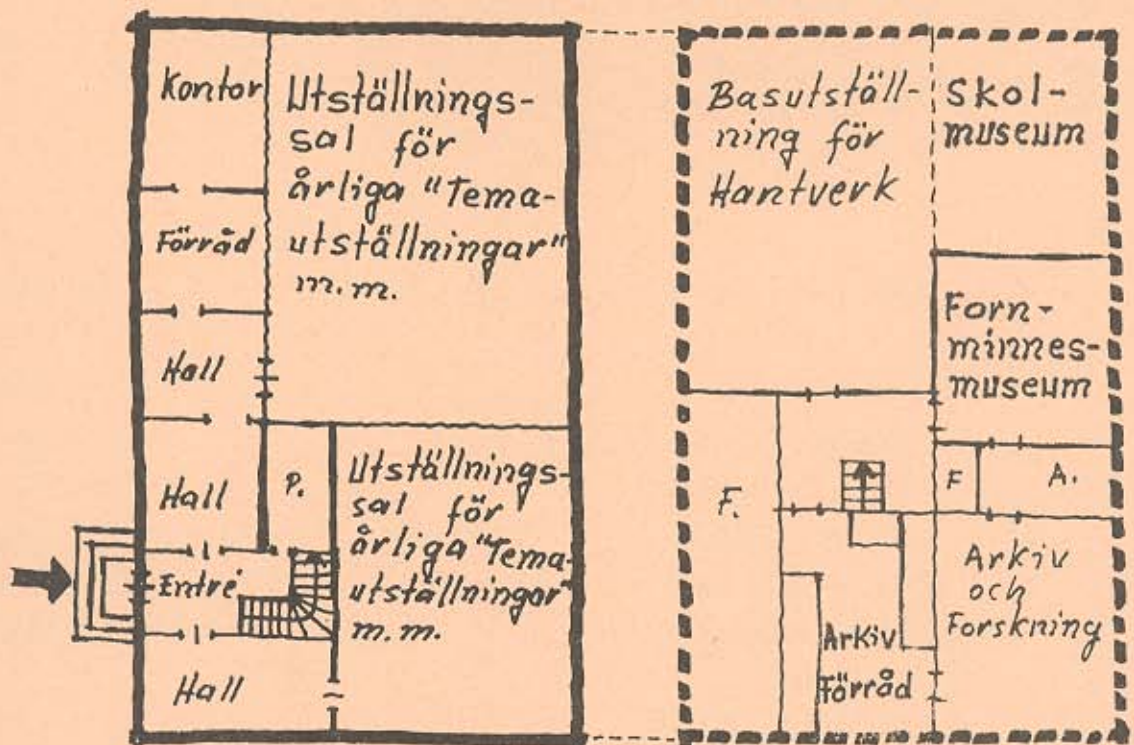 Kontor
Utställnings-
sal för
årliga "Tema-
utställningar"
m.m.
Förråd
Hall
Hall
P.
Utställnings-
sal för
årliga "Tema-
utställningar"
m.m.
Entré
Hall
Basutställ-
ning för
Hantverk
Skol-
museum
Forn-
minnes-
museum
F.
F
A.
Arkiv
och
Forskning
Arkiv
Förråd